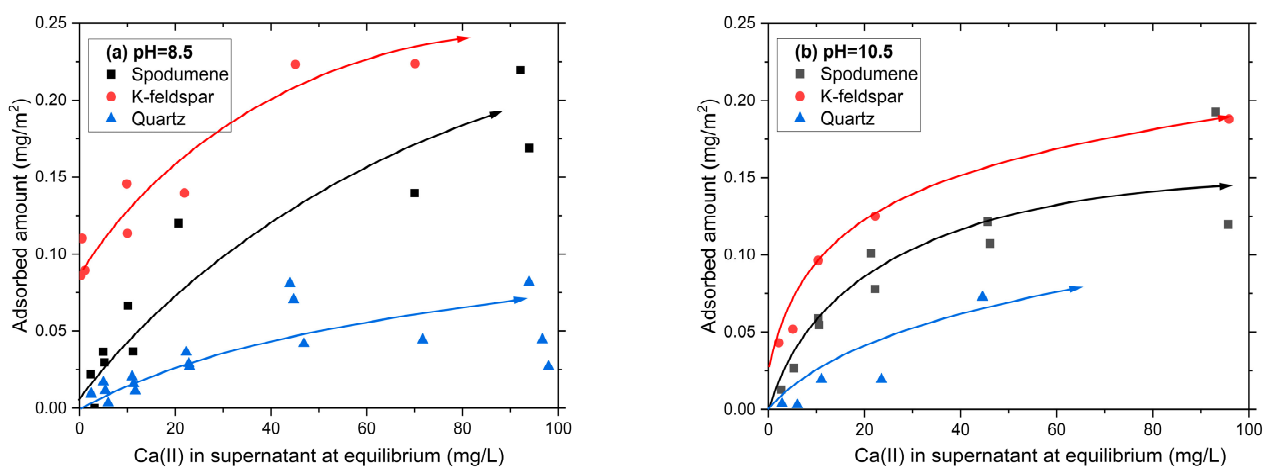 (a) pH=8.5
Spodumene
K-feldspar
Quartz
0.25
0.20
0.15
0.10
0.05
0.00
0 20 40 60 80 100
Adsorbed amount (mg/m²)
Ca(II) in supernatant at equilibrium (mg/L)
(b) pH=10.5
Spodumene
K-feldspar
Quartz
0.25
0.20
0.15
0.10
0.05
0.00
0 20 40 60 80 100
Adsorbed amount (mg/m²)
Ca(II) in supernatant at equilibrium (mg/L)